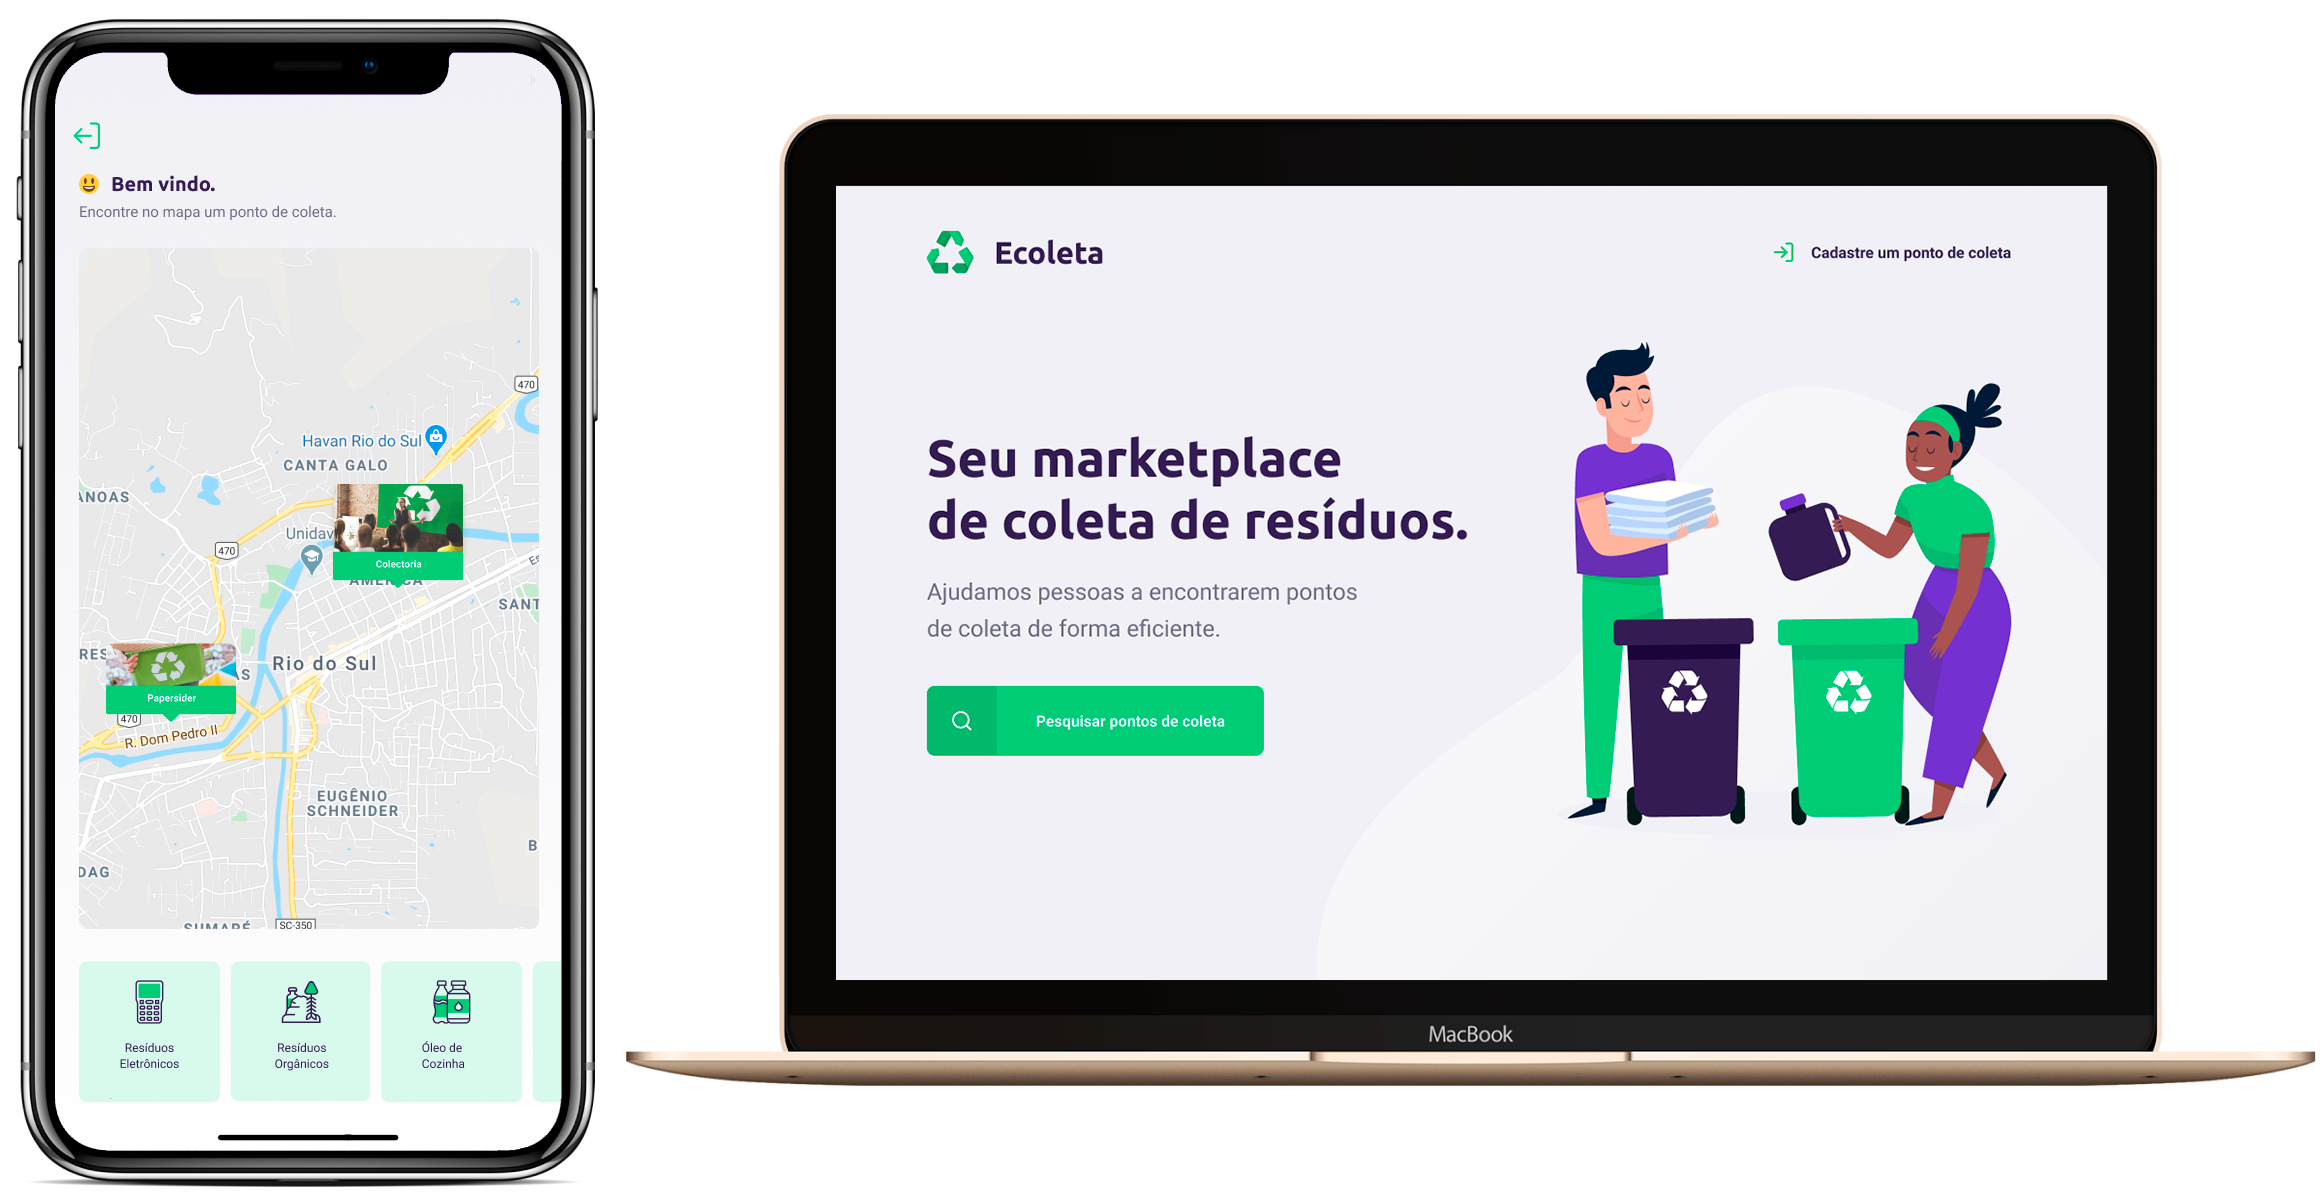 Bem vindo.
Encontre no mapa um ponto de coleta.
470
Havan Rio do Sul
CANTA GALO
ANOAS
Unidav
470
Colectoria
AMÉRICA
SANT
RES
AS
Rio do Sul
Papersider
470
R. Dom Pedro II
EUGÊNIO
SCHNEIDER
B
DAG
SUMARÉ
SC-350
Resíduos
Eletrônicos
Resíduos
Orgânicos
Óleo de
Cozinha
Ecoleta
Cadastre um ponto de coleta
Seu marketplace
de coleta de resíduos.
Ajudamos pessoas a encontrarem pontos
de coleta de forma eficiente.
Pesquisar pontos de coleta
MacBook